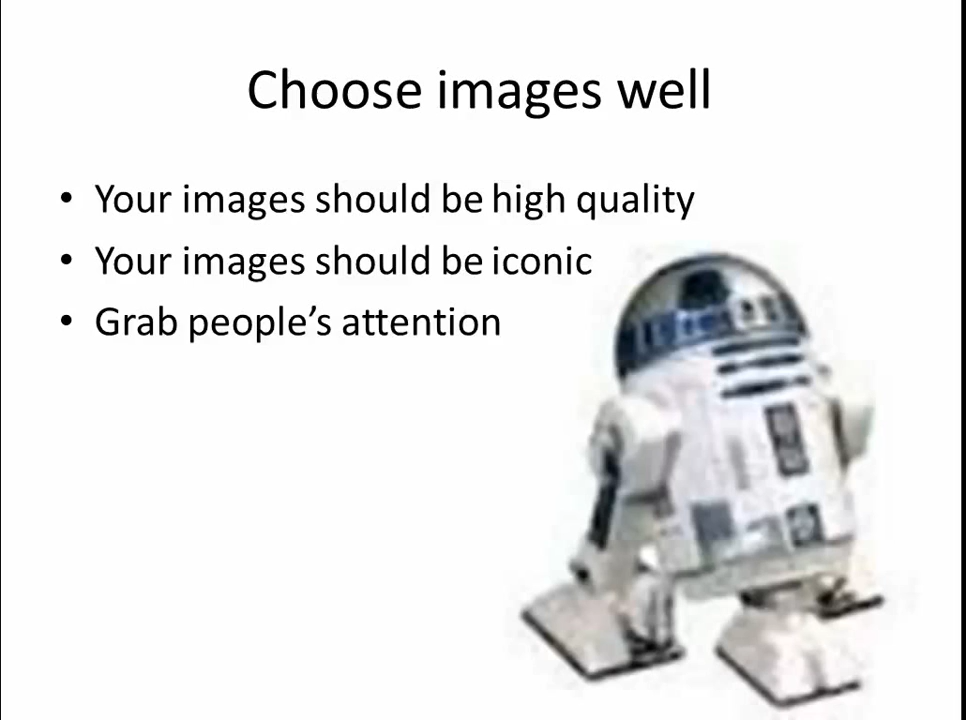 Choose images well
• Your images should be high quality
• Your images should be iconic
• Grab people’s attention